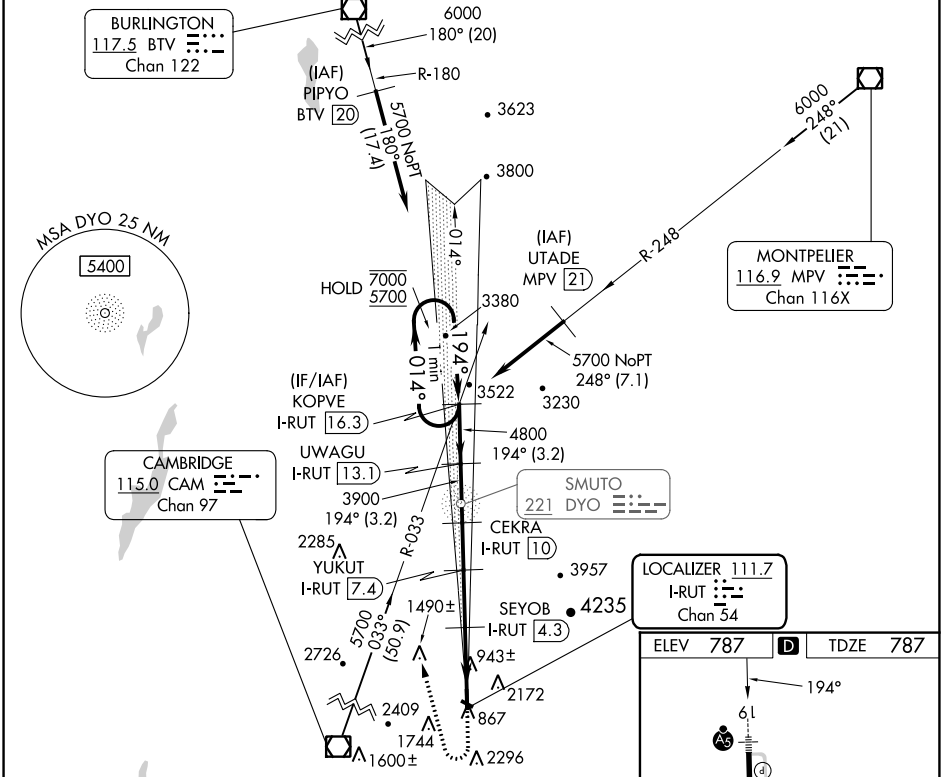 BURLINGTON
117.5 BTV
Chan 122
6000
180° (20)
R-180
(IAF)
PIPYO
BTV 20
5700 NoPT
180°
(17.4)
3623
3800
6000
248°
(21)
MSA DYO 25 NM
5400
014°
R-248
(IAF)
UTADE
MPV 21
MONTPELIER
116.9 MPV
Chan 116X
HOLD 7000
5700
3380
194°
1 min
014°
5700 NoPT
248° (7.1)
3522
3230
(IF/IAF)
KOPVE
I-RUT 16.3
4800
194° (3.2)
UWAGU
I-RUT 13.1
CAMBRIDGE
115.0 CAM
Chan 97
3900
194° (3.2)
SMUTO
221 DYO
R-033
CEKRA
I-RUT 10
2285
YUKUT
I-RUT 7.4
3957
LOCALIZER 111.7
I-RUT
Chan 54
1490±
SEYOB
I-RUT 4.3
4235
5700
033°
(50.9)
2726
943±
2172
ELEV 787 D TDZE 787
194°
867
2409
1744
1600±
2296
19
A5
P